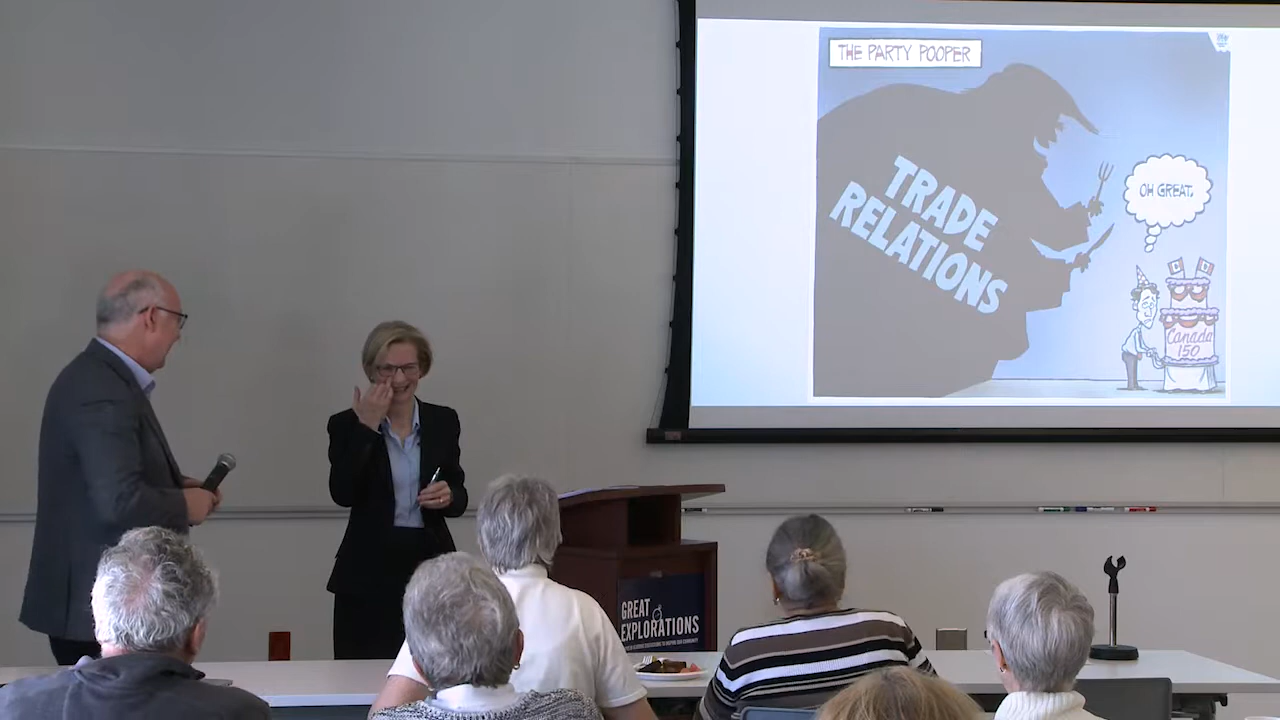 THE PARTY POOPER
TRADE
RELATIONS
OH GREAT.
Canada
150
GREAT
EXPLORATIONS